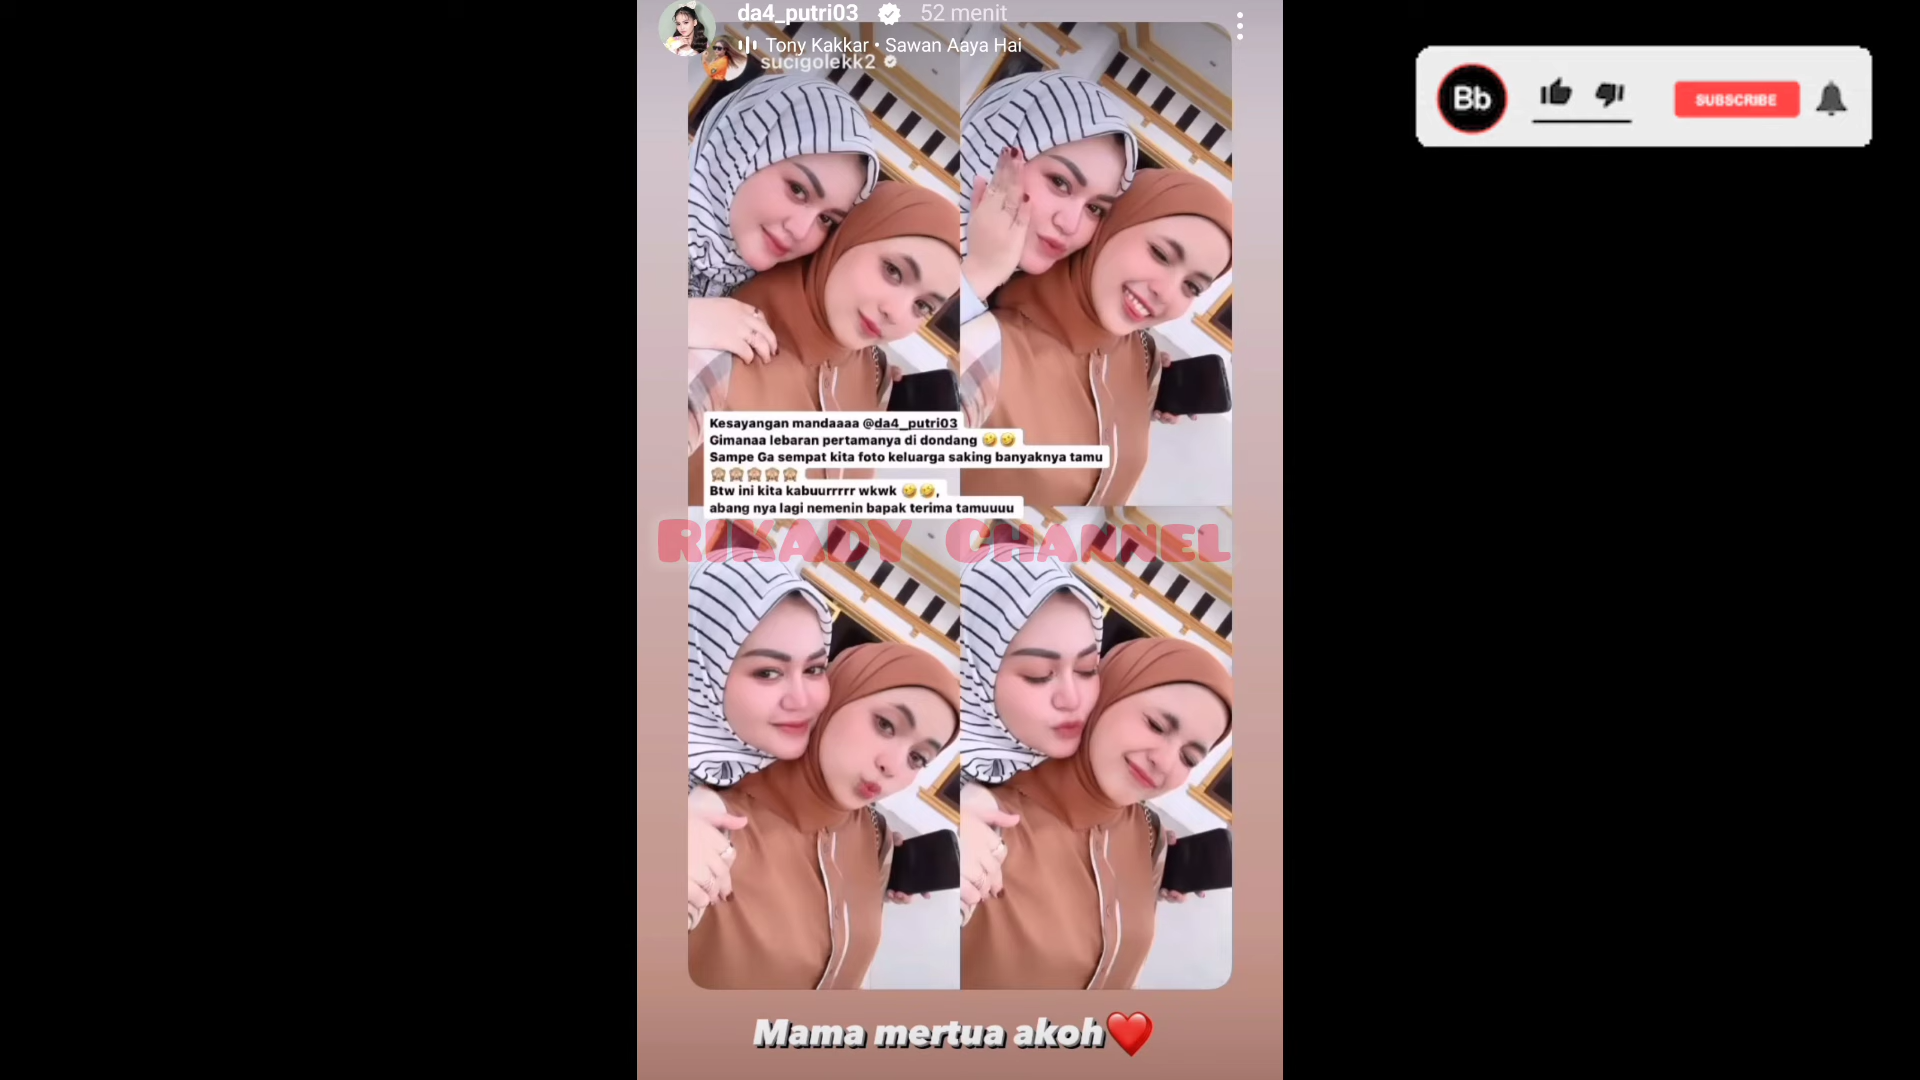 da4_putri03 52 menit
Tony Kakkar • Sawan Aaya Hai
sucigolekk2
Bb
SUBSCRIBE
Kesayangan mandaaaa @da4_putri03
Gimanaa lebaran pertamanya di dondang 🤣🤣
Sampe Ga sempat kita foto keluarga saking banyaknya tamu
🙈🙈🙈🙈🙈
Btw ini kita kabuurrrrr wkwk 🤣🤣,
abang nya lagi nemenin bapak terima tamuuuu
RIKADY CHANNEL
Mama mertua akoh❤️